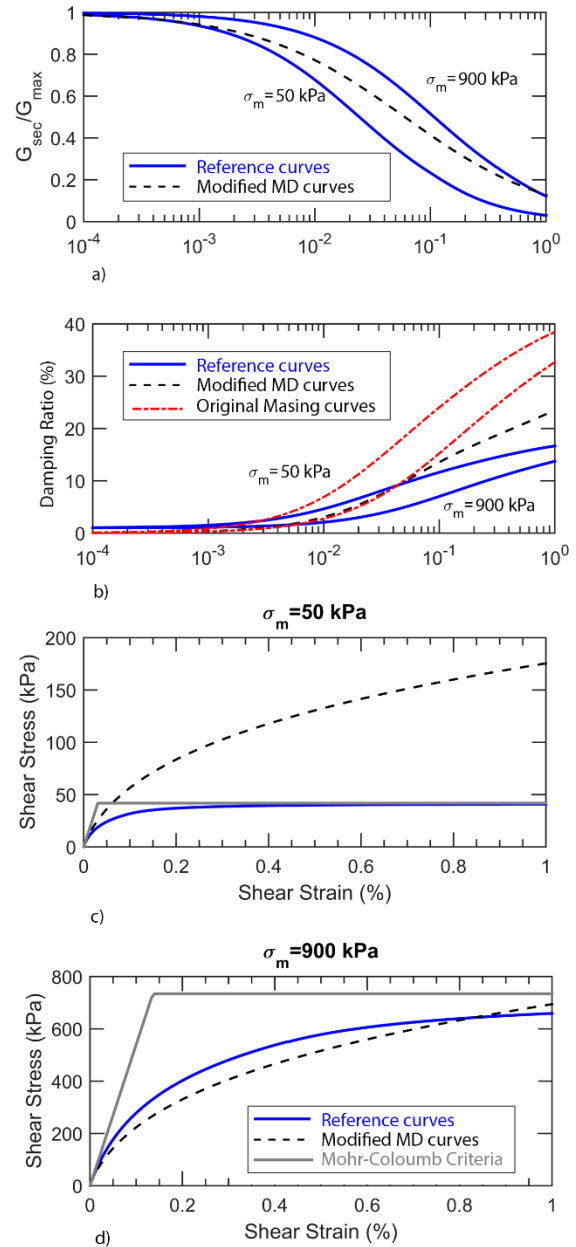 1
0.8
0.6
0.4
0.2
0
G_sec/G_max
σ_m=900 kPa
σ_m=50 kPa
Reference curves
Modified MD curves
10^-4
10^-3
10^-2
10^-1
10^0
a)
40
30
20
10
0
Damping Ratio (%)
Reference curves
Modified MD curves
Original Masing curves
σ_m=50 kPa
σ_m=900 kPa
10^-4
10^-3
10^-2
10^-1
10^0
b)
σ_m=50 kPa
200
150
100
50
0
Shear Stress (kPa)
0
0.2
0.4
0.6
0.8
1
Shear Strain (%)
c)
σ_m=900 kPa
800
600
400
200
0
Shear Stress (kPa)
Reference curves
Modified MD curves
Mohr-Coloumb Criteria
0
0.2
0.4
0.6
0.8
1
Shear Strain (%)
d)